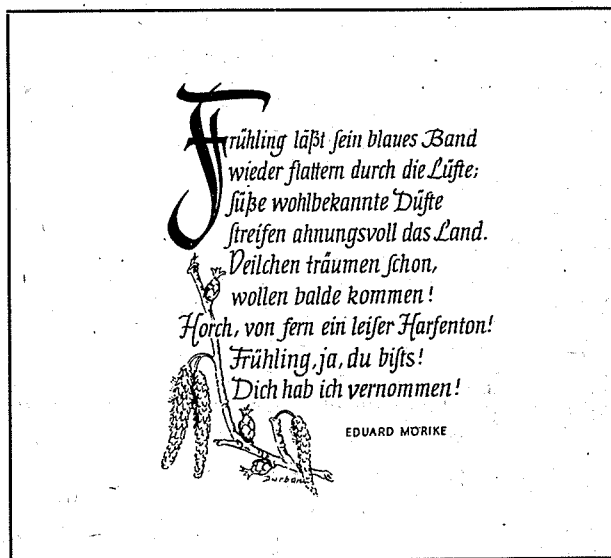 Frühling läßt ſein blaues Band
wieder flattern durch die Lüfte;
ſüße wohlbekannte Düfte
ſtreifen ahnungsvoll das Land.
Veilchen träumen ſchon,
wollen balde kommen!
Horch, von fern ein leiſer Harfenton!
Frühling, ja, du biſts!
Dich hab ich vernommen!
EDUARD MÖRIKE